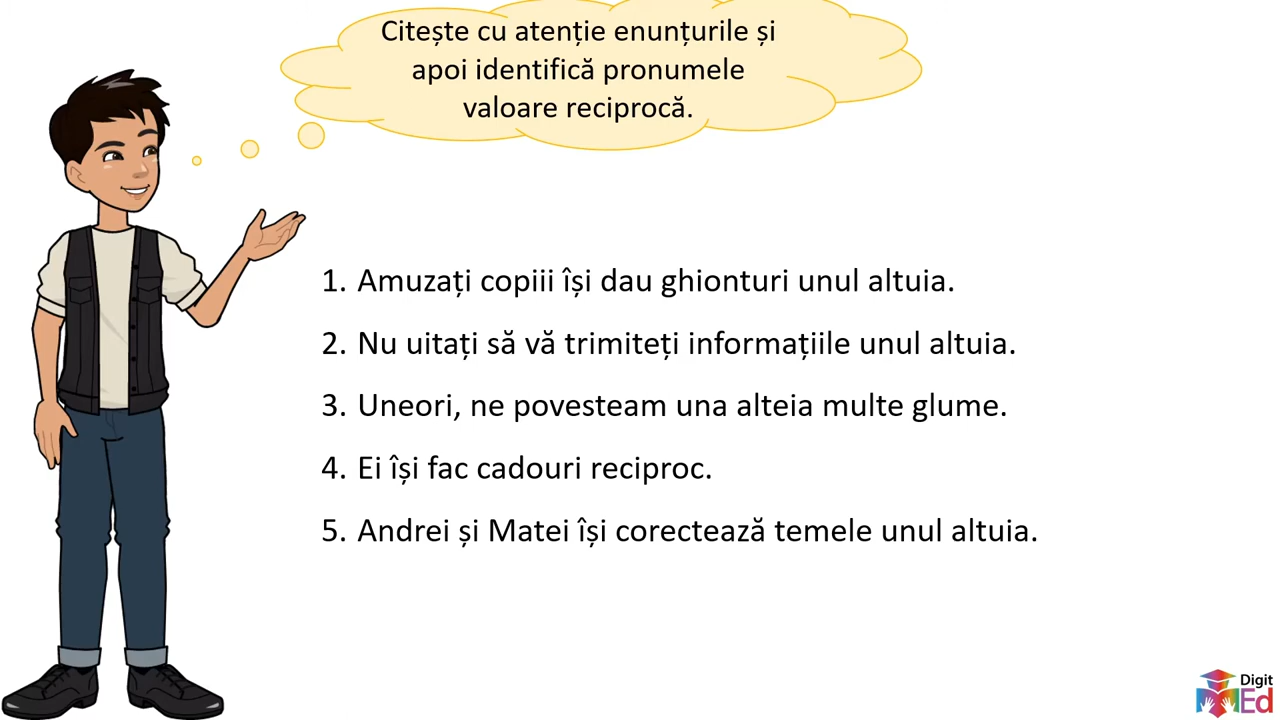 Citește cu atenție enunțurile și
apoi identifică pronumele
valoare reciprocă.
1. Amuzați copiii își dau ghionturi unul altuia.
2. Nu uitați să vă trimiteți informațiile unul altuia.
3. Uneori, ne povesteam una alteia multe glume.
4. Ei își fac cadouri reciproc.
5. Andrei și Matei își corectează temele unul altuia.
Digit
Ed